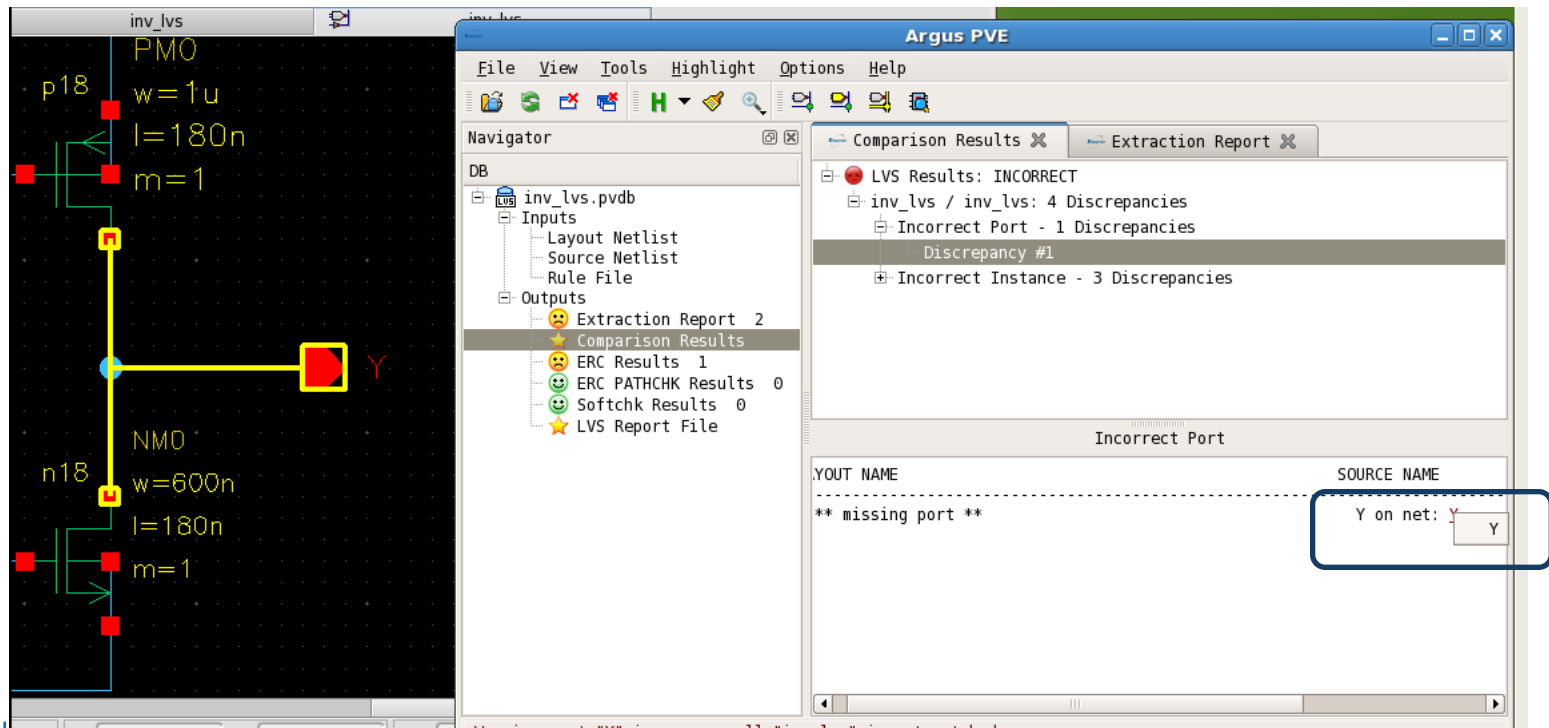 inv_lvs
inv_lvs
PM0
p18
w=1u
l=180n
m=1
Y
NM0
n18
w=600n
l=180n
m=1
Argus PVE
File View Tools Highlight Options Help
H
Navigator
DB
LVS
inv_lvs.pvdb
Inputs
Layout Netlist
Source Netlist
Rule File
Outputs
Extraction Report 2
Comparison Results
ERC Results 1
ERC PATHCHK Results 0
Softchk Results 0
LVS Report File
Comparison Results Extraction Report
LVS Results: INCORRECT
inv_lvs / inv_lvs: 4 Discrepancies
Incorrect Port - 1 Discrepancies
Discrepancy #1
Incorrect Instance - 3 Discrepancies
Incorrect Port
YOUT NAME SOURCE NAME
** missing port ** Y on net: Y
Y